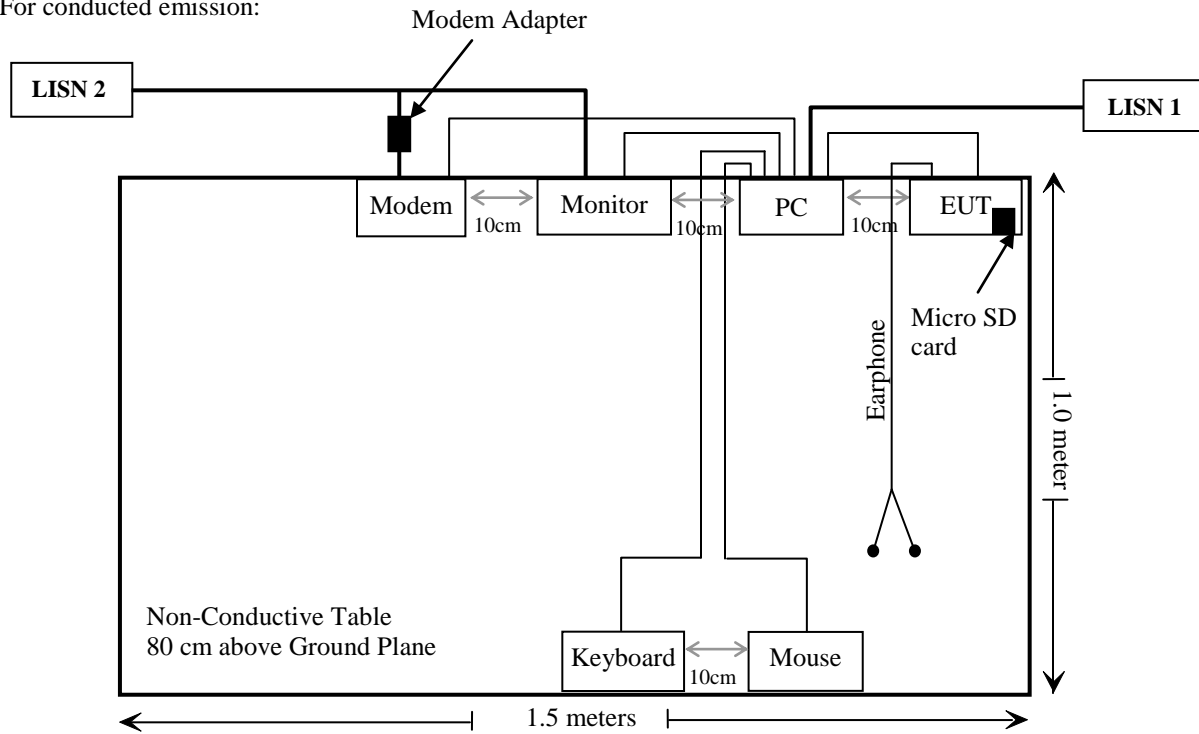 For conducted emission:
Modem Adapter
LISN 2
LISN 1
Modem
10cm
Monitor
10cm
PC
10cm
EUT
Micro SD
card
Earphone
1.0 meter
Non-Conductive Table
80 cm above Ground Plane
Keyboard
10cm
Mouse
1.5 meters